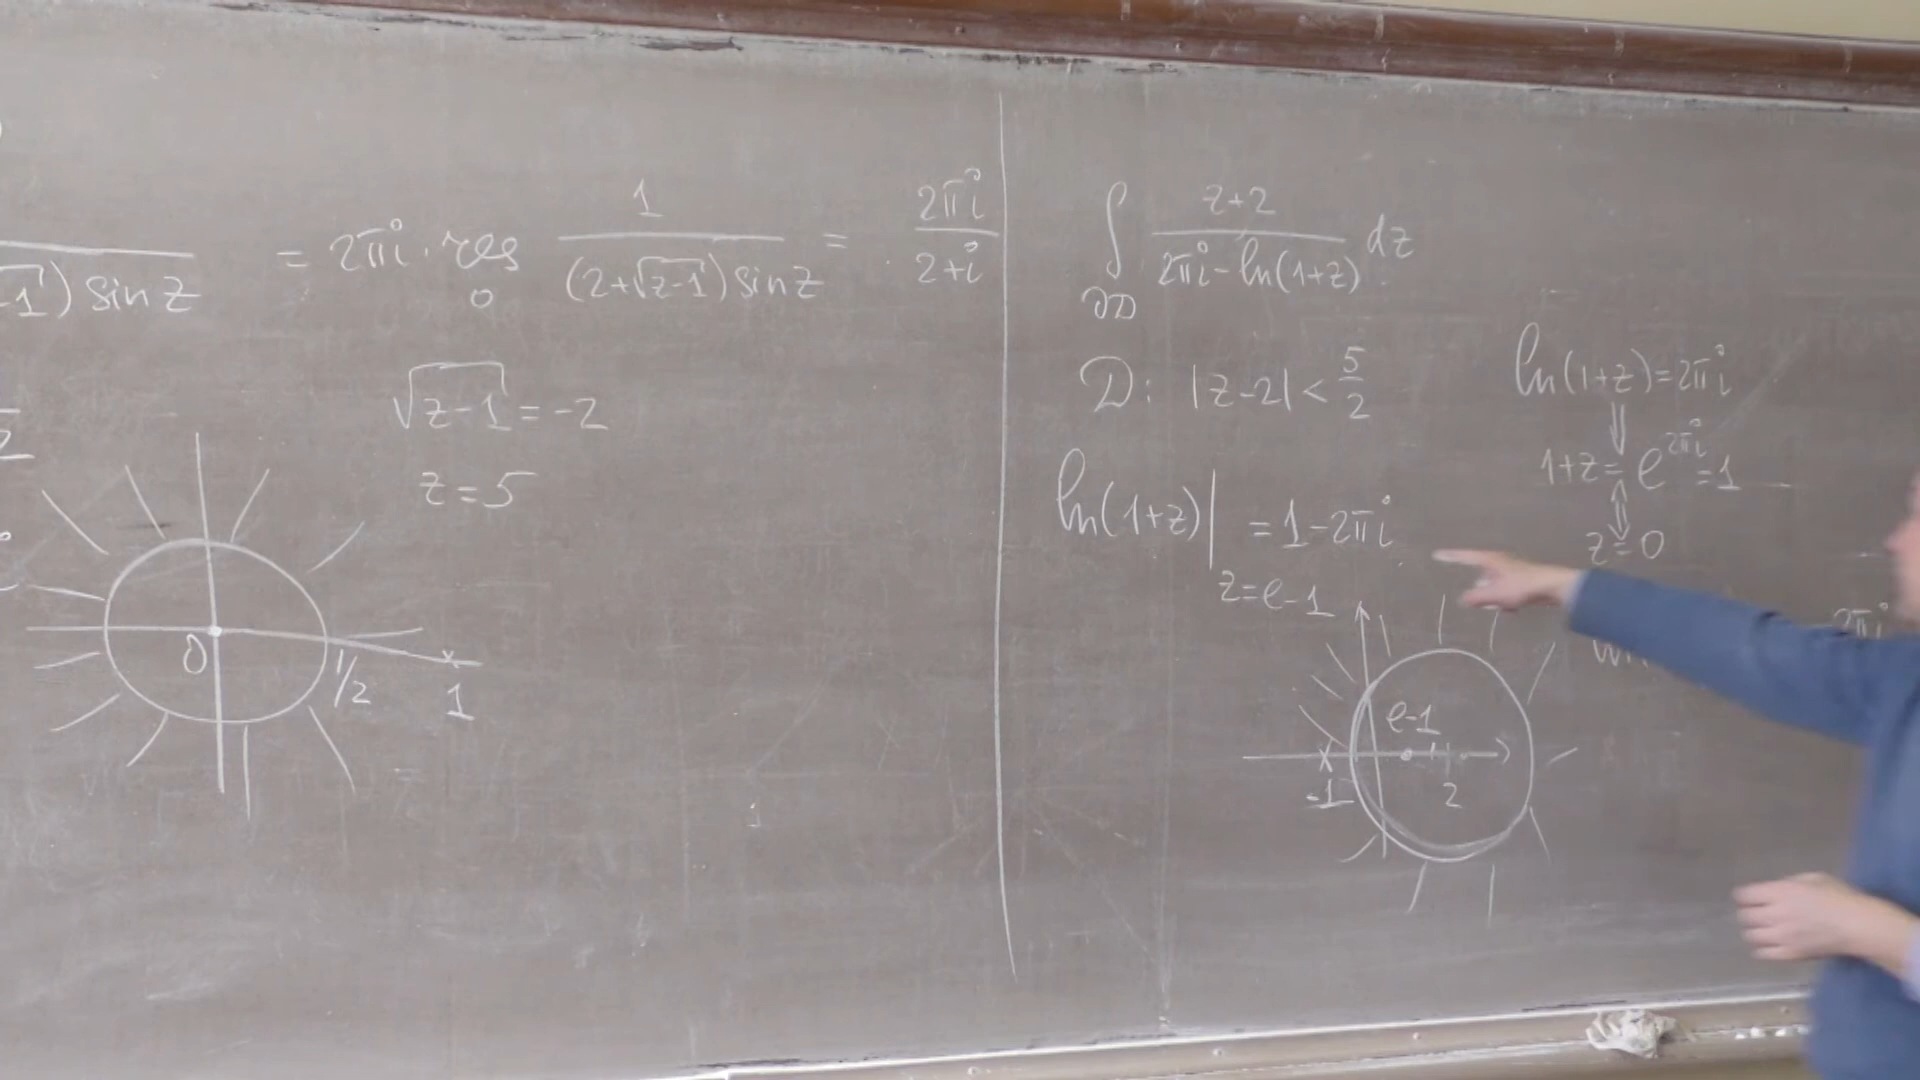 -1) sin z = 2πi · res 1/((2+√(z-1)) sin z) = 2πi/(2+i)
0
√(z-1) = -2
z = 5
0
1/2
1
∫ (z+2)/(2πi - ln(1+z)) dz
∂D
D: |z-2| < 5/2
ln(1+z)| = 1-2πi
z=e-1
ln(1+z)=2πi
⇓
1+z = e^{2πi} = 1
⇕
z=0
2πi
e-1
-1
2